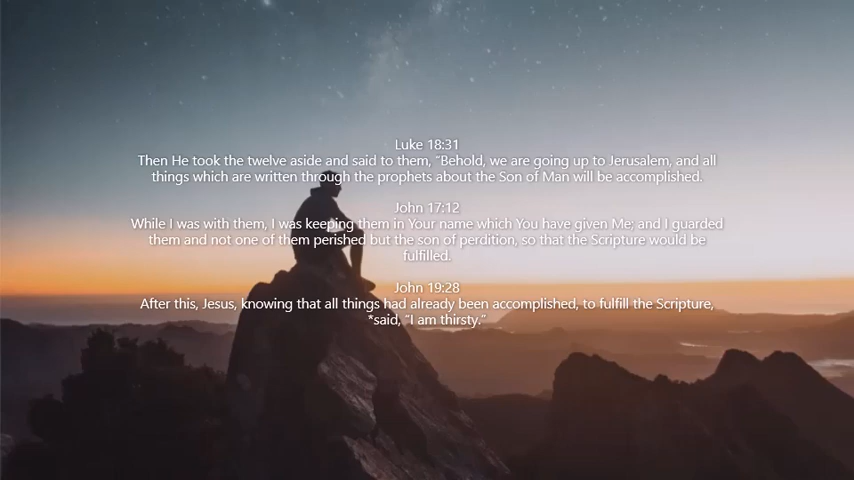 Luke 18:31
Then He took the twelve aside and said to them, "Behold, we are going up to Jerusalem, and all
things which are written through the prophets about the Son of Man will be accomplished.
John 17:12
While I was with them, I was keeping them in Your name which You have given Me; and I guarded
them and not one of them perished but the son of perdition, so that the Scripture would be
fulfilled.
John 19:28
After this, Jesus, knowing that all things had already been accomplished, to fulfill the Scripture,
*said, "I am thirsty."